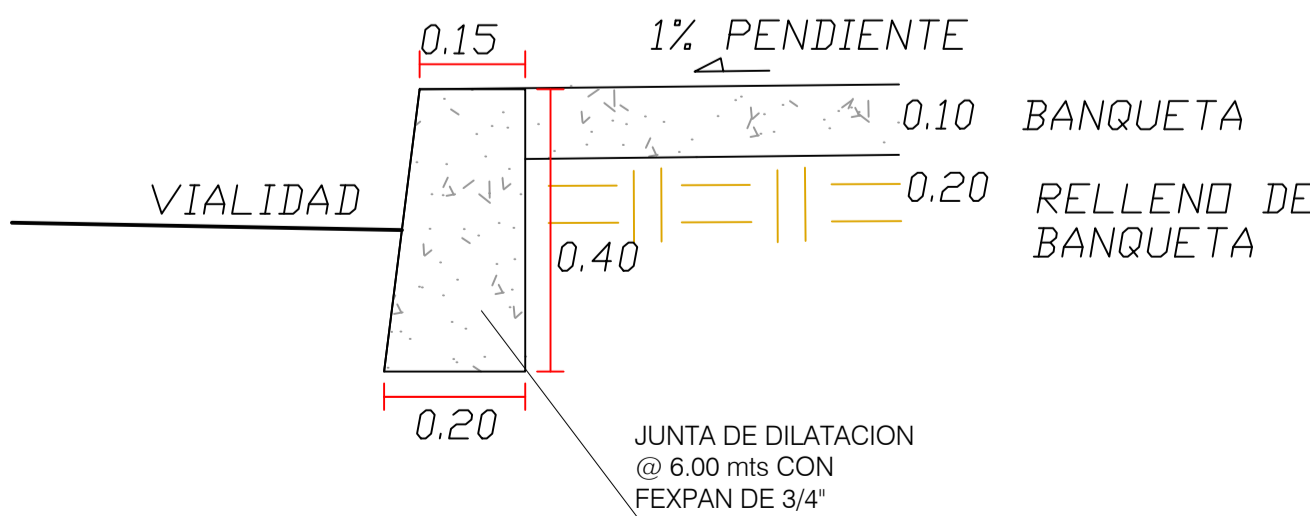 0.15
1% PENDIENTE
0.10 BANQUETA
VIALIDAD
0.20 RELLENO DE
BANQUETA
0.40
0.20
JUNTA DE DILATACION
@ 6.00 mts CON
FEXPAN DE 3/4"